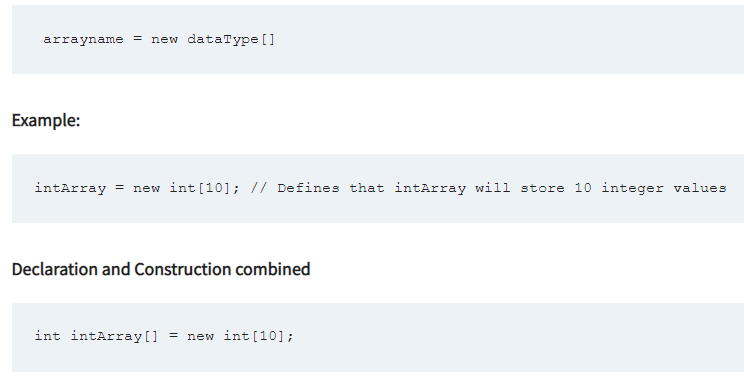 arrayname = new dataType[]
Example:
intArray = new int[10]; // Defines that intArray will store 10 integer values
Declaration and Construction combined
int intArray[] = new int[10];